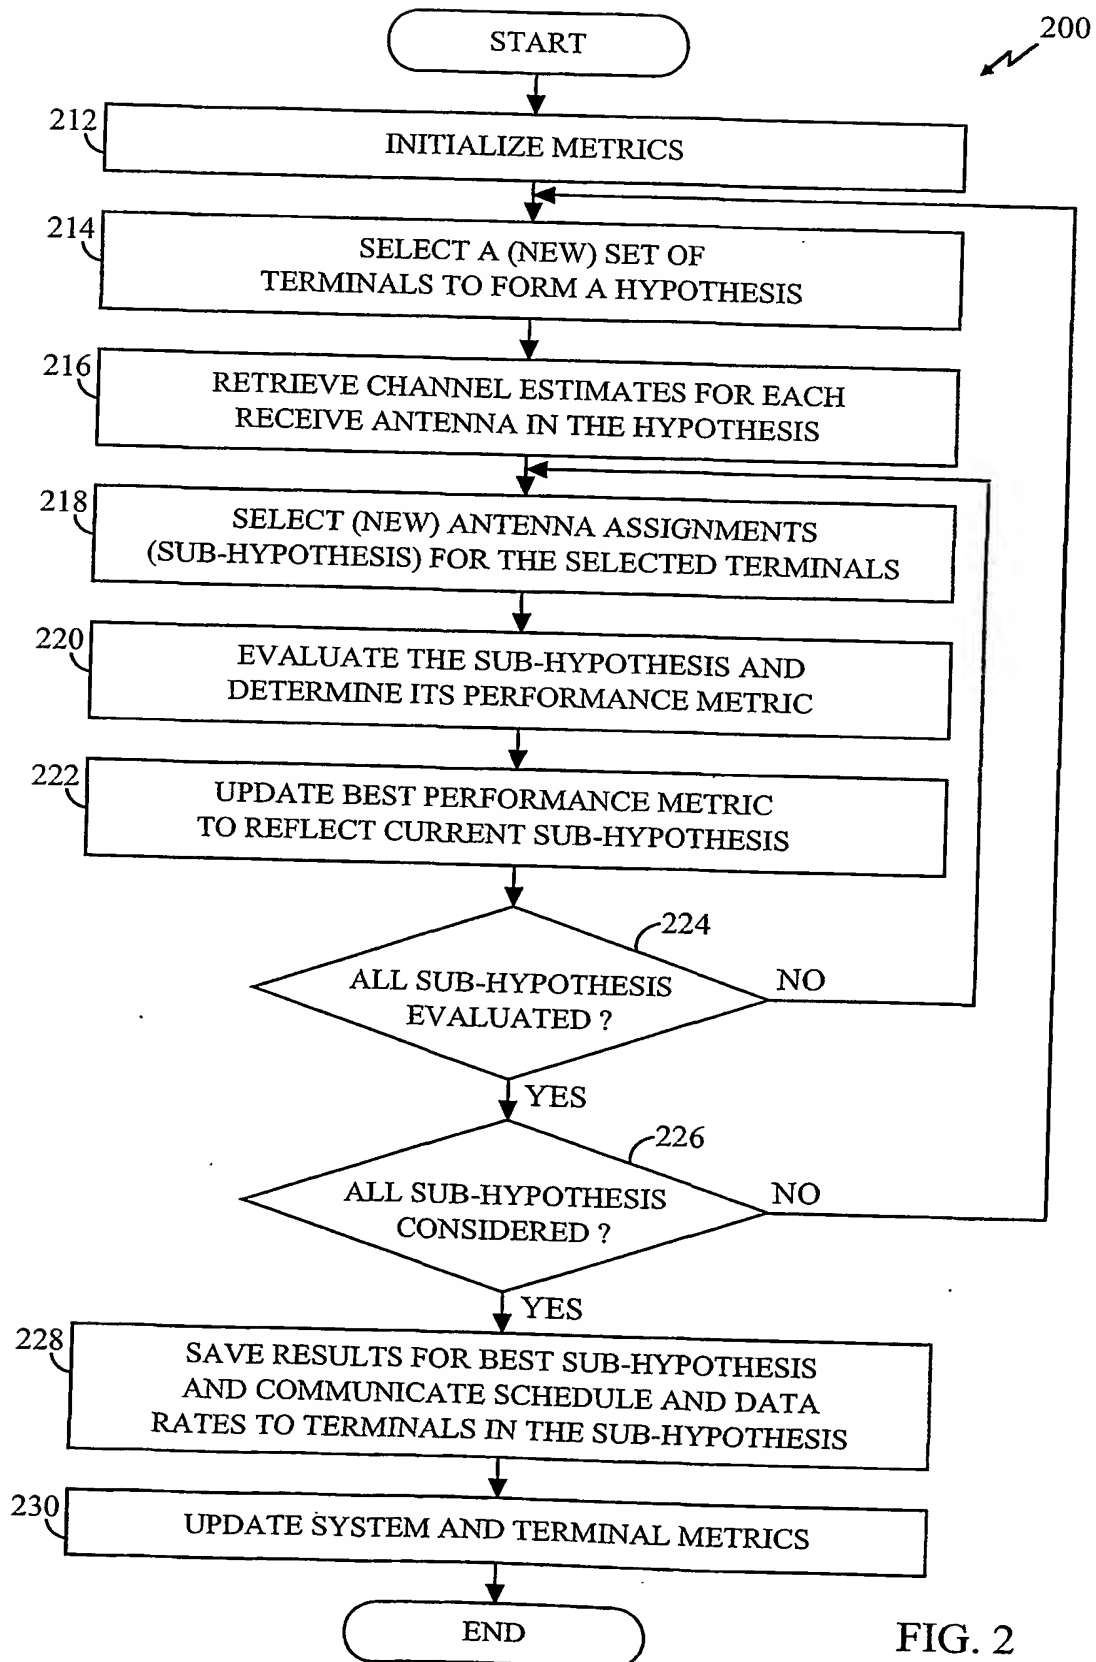 START
200
212
INITIALIZE METRICS
214
SELECT A (NEW) SET OF
TERMINALS TO FORM A HYPOTHESIS
216
RETRIEVE CHANNEL ESTIMATES FOR EACH
RECEIVE ANTENNA IN THE HYPOTHESIS
218
SELECT (NEW) ANTENNA ASSIGNMENTS
(SUB-HYPOTHESIS) FOR THE SELECTED TERMINALS
220
EVALUATE THE SUB-HYPOTHESIS AND
DETERMINE ITS PERFORMANCE METRIC
222
UPDATE BEST PERFORMANCE METRIC
TO REFLECT CURRENT SUB-HYPOTHESIS
224
ALL SUB-HYPOTHESIS
EVALUATED ?
NO
YES
226
ALL SUB-HYPOTHESIS
CONSIDERED ?
NO
YES
228
SAVE RESULTS FOR BEST SUB-HYPOTHESIS
AND COMMUNICATE SCHEDULE AND DATA
RATES TO TERMINALS IN THE SUB-HYPOTHESIS
230
UPDATE SYSTEM AND TERMINAL METRICS
END
FIG. 2